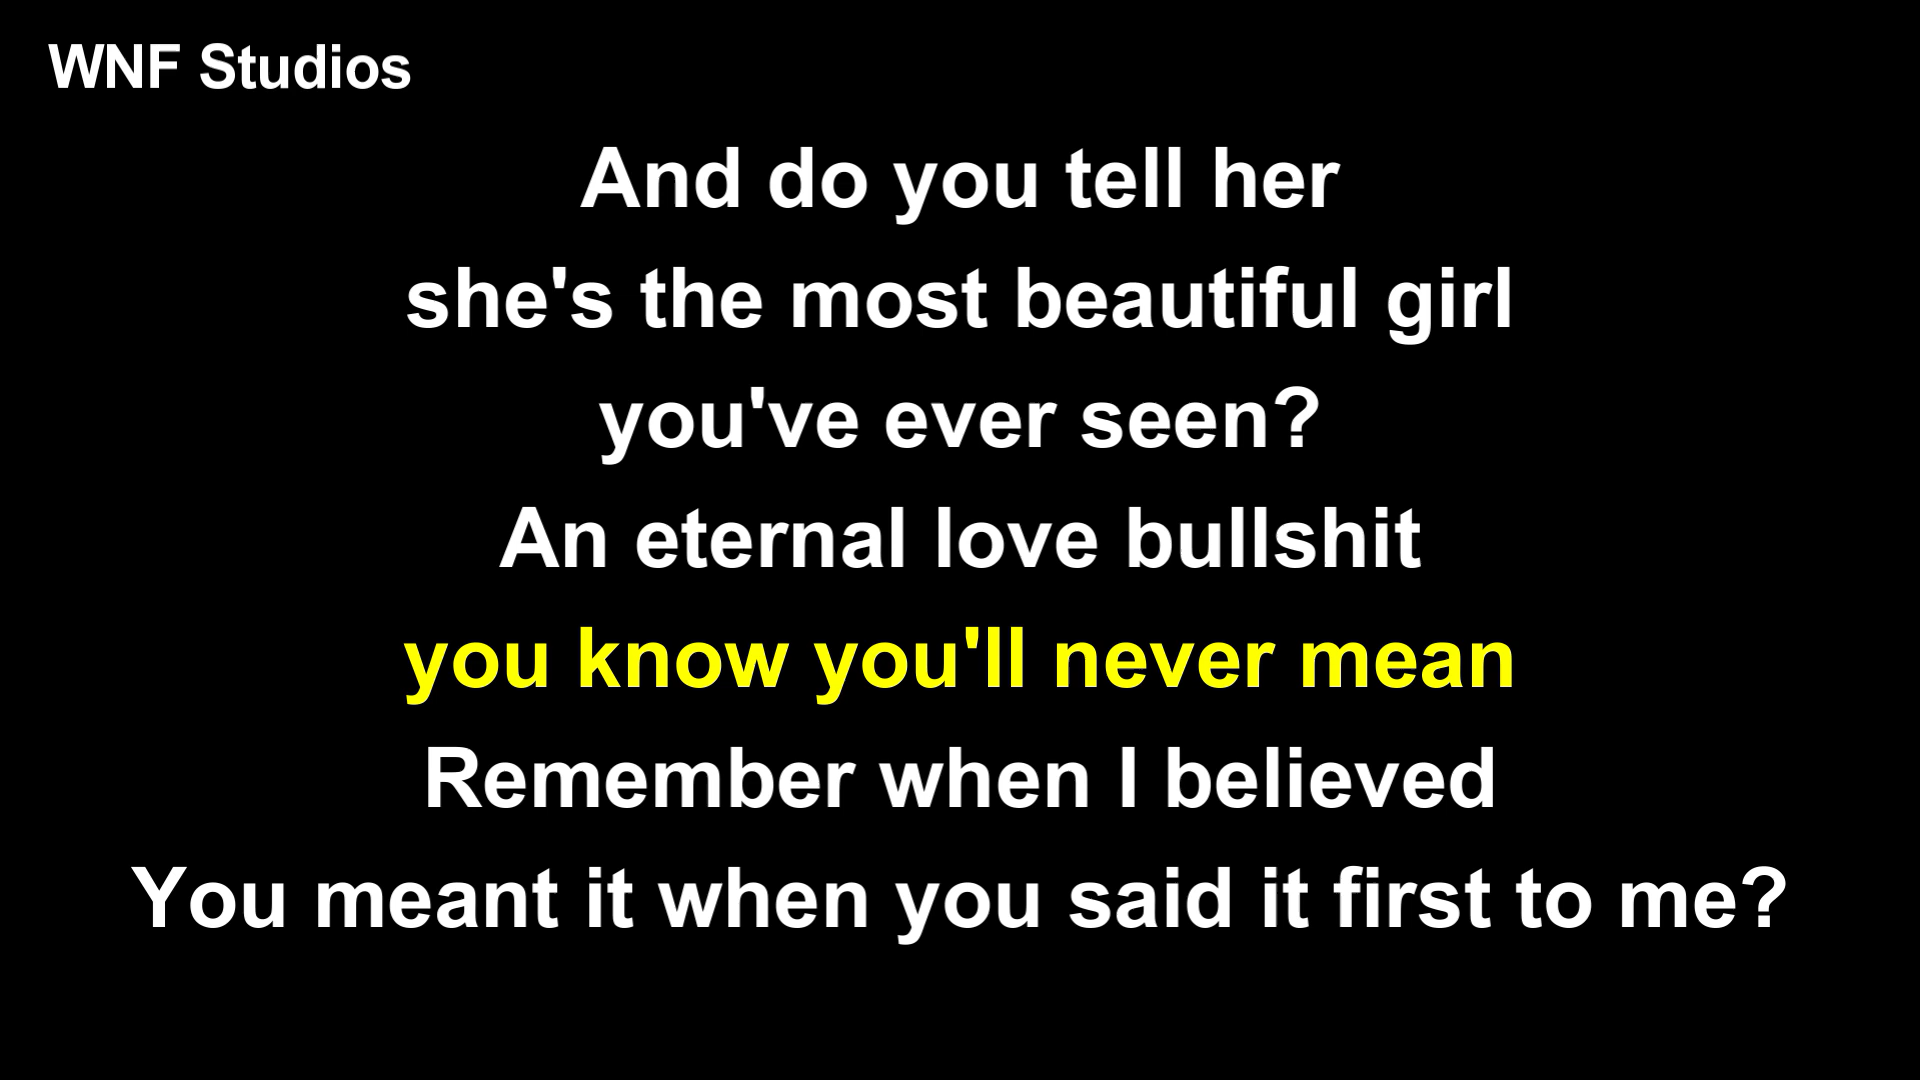 WNF Studios
And do you tell her
she's the most beautiful girl
you've ever seen?
An eternal love bullshit
you know you'll never mean
Remember when I believed
You meant it when you said it first to me?